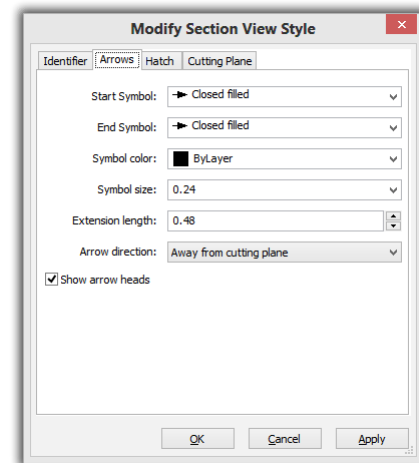 Modify Section View Style
Identifier Arrows Hatch Cutting Plane
Start Symbol: Closed filled
End Symbol: Closed filled
Symbol color: ByLayer
Symbol size: 0.24
Extension length: 0.48
Arrow direction: Away from cutting plane
Show arrow heads
OK Cancel Apply